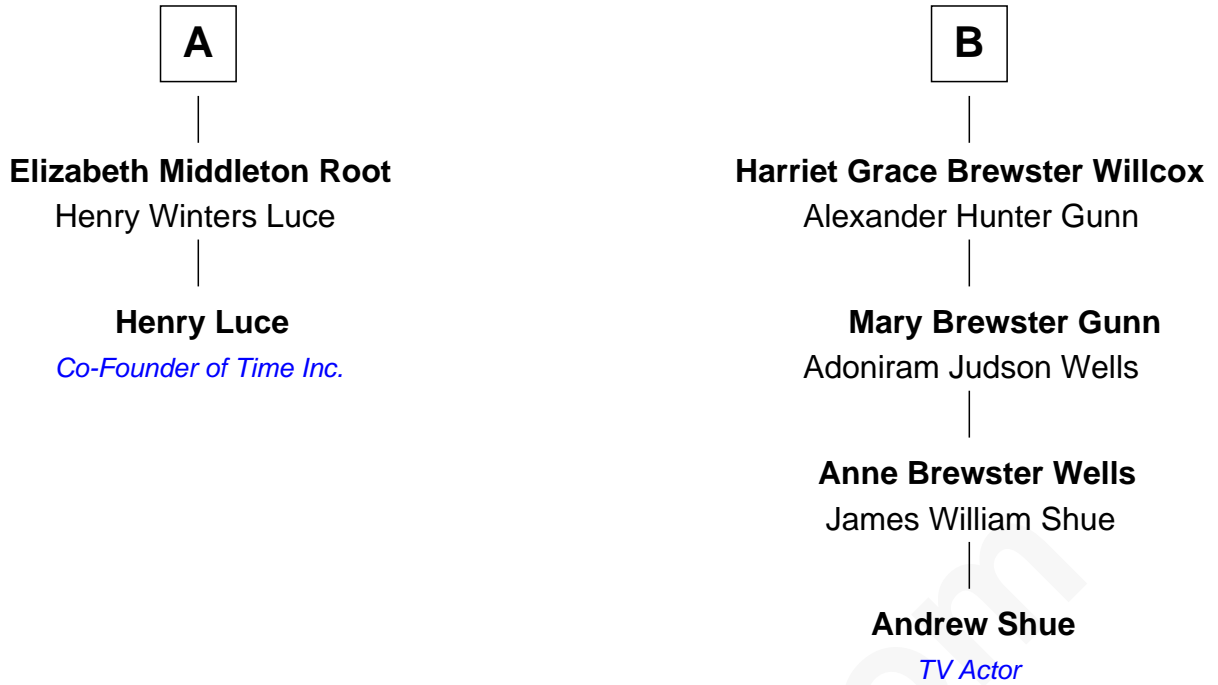 A
Elizabeth Middleton Root
Henry Winters Luce
Henry Luce
Co-Founder of Time Inc.
B
Harriet Grace Brewster Willcox
Alexander Hunter Gunn
Mary Brewster Gunn
Adoniram Judson Wells
Anne Brewster Wells
James William Shue
Andrew Shue
TV Actor